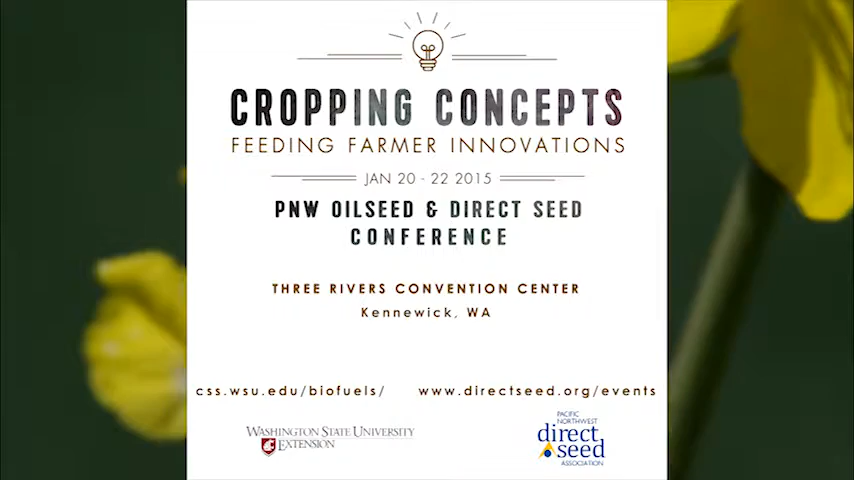 CROPPING CONCEPTS
FEEDING FARMER INNOVATIONS
JAN 20 - 22 2015
PNW OILSEED & DIRECT SEED
CONFERENCE
THREE RIVERS CONVENTION CENTER
Kennewick, WA
css.wsu.edu/biofuels/ www.directseed.org/events
WASHINGTON STATE UNIVERSITY
EXTENSION
PACIFIC
NORTHWEST
direct
seed
ASSOCIATION